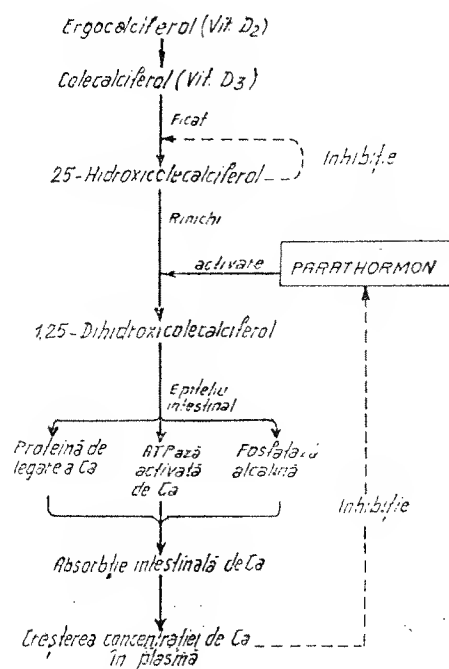 Ergocalciferol (Vit. D2)
Colecalciferol (Vit. D3)
Ficat
Inhibiție
25-Hidroxicolecalciferol
Rinichi
activare
PARATHORMON
1,25-Dihidroxicolecalciferol
Epiteliu
intestinal
Proteină de
legare a Ca
ATPază
activată
de Ca
Fosfatază
alcalină
Inhibiție
Absorbție intestinală de Ca
Creșterea concentrației de Ca
în plasmă